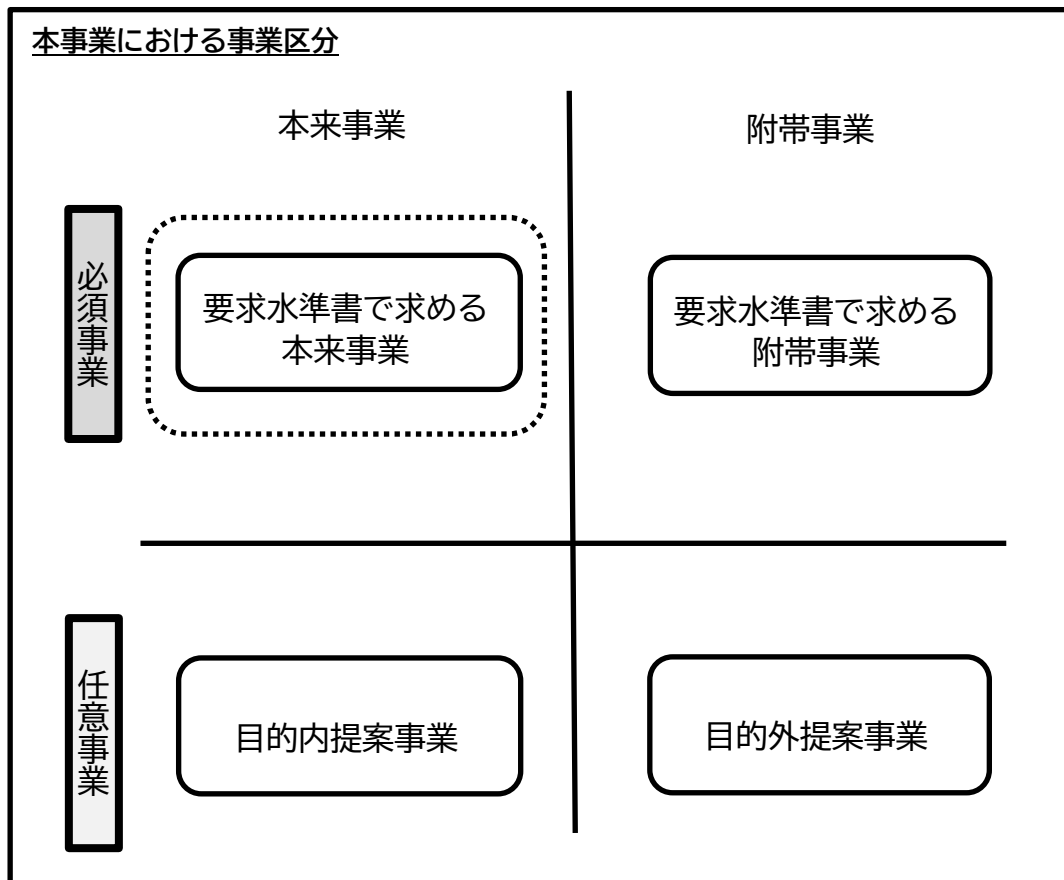 本事業における事業区分
本来事業
附帯事業
必須事業
要求水準書で求める
本来事業
要求水準書で求める
附帯事業
任意事業
目的内提案事業
目的外提案事業